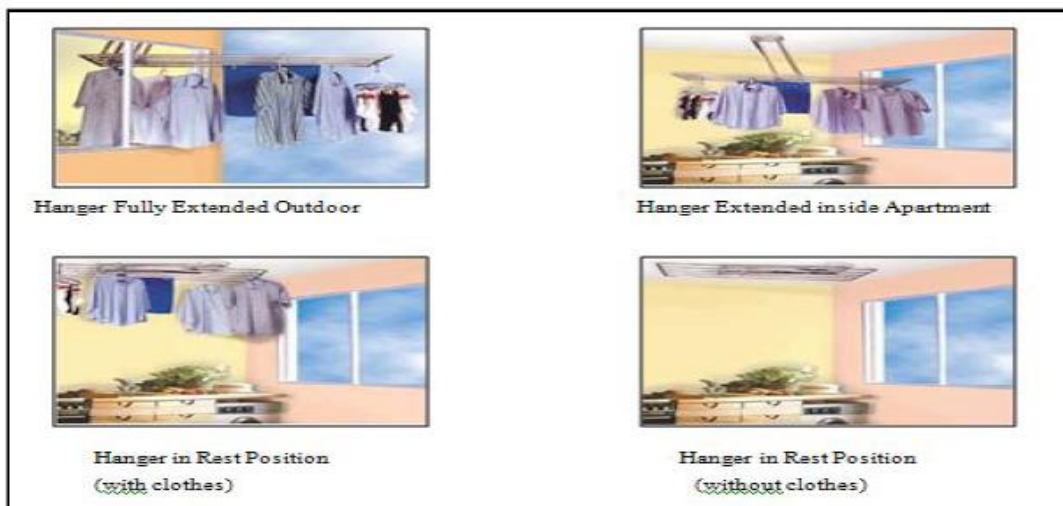 Hanger Fully Extended Outdoor
Hanger Extended inside Apartment
Hanger in Rest Position
(with clothes)
Hanger in Rest Position
(without clothes)